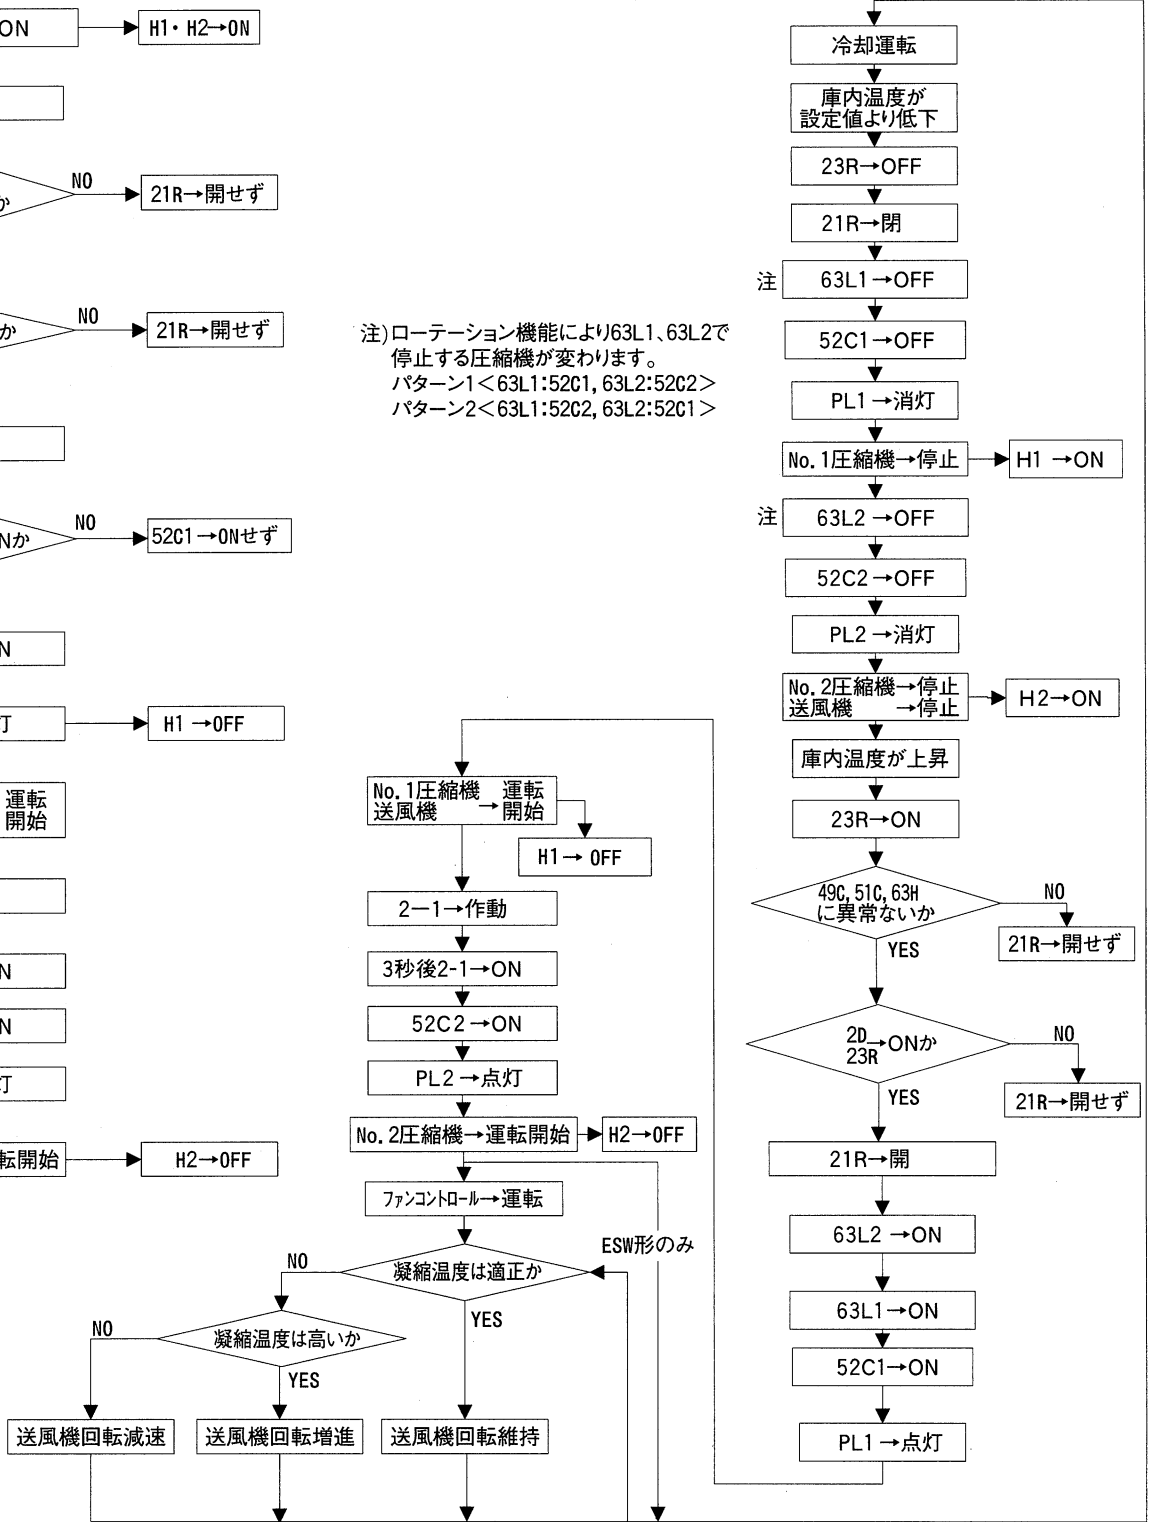 ON
H1・H2→ON
か
NO
21R→開せず
か
NO
21R→開せず
Nか
NO
52C1→ONせず
N
灯
H1→OFF
運転
開始
N
N
灯
転開始
H2→OFF
注)ローテーション機能により63L1、63L2で
停止する圧縮機が変わります。
パターン1<63L1:52C1, 63L2:52C2>
パターン2<63L1:52C2, 63L2:52C1>
冷却運転
庫内温度が
設定値より低下
23R→OFF
21R→閉
注
63L1→OFF
52C1→OFF
PL1→消灯
No.1圧縮機→停止
H1→ON
注
63L2→OFF
52C2→OFF
PL2→消灯
No.2圧縮機→停止
送風機 →停止
H2→ON
庫内温度が上昇
23R→ON
49C, 51C, 63H
に異常ないか
NO
21R→開せず
YES
2D
23R
→ONか
NO
21R→開せず
YES
21R→開
63L2→ON
63L1→ON
52C1→ON
PL1→点灯
No.1圧縮機 運転
送風機 → 開始
H1→OFF
2−1→作動
3秒後2-1→ON
52C2→ON
PL2→点灯
No.2圧縮機→運転開始
H2→OFF
ファンコントロール→運転
ESW形のみ
凝縮温度は適正か
NO
YES
凝縮温度は高いか
NO
YES
送風機回転減速
送風機回転増進
送風機回転維持